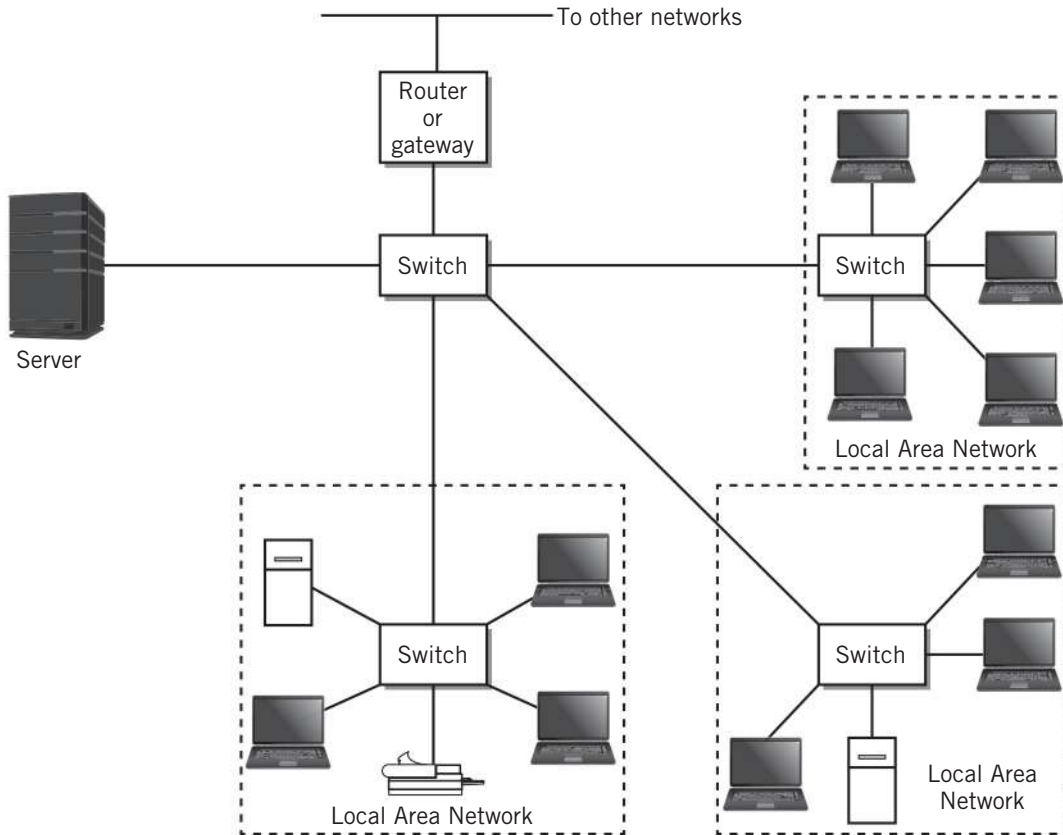 To other networks
Router
or
gateway
Switch
Switch
Server
Local Area Network
Switch
Switch
Local Area Network
Local Area
Network